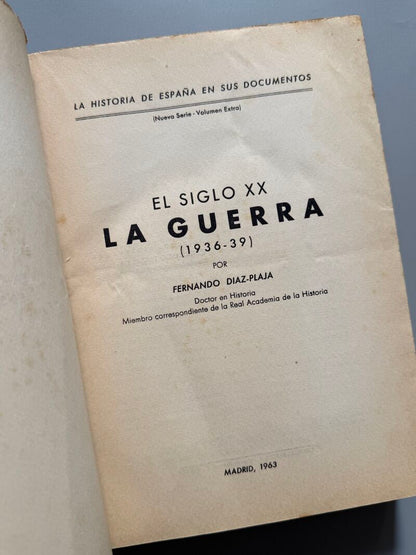 LA HISTORIA DE ESPAÑA EN SUS DOCUMENTOS
(Nueva Serie - Volumen Extra)
EL SIGLO XX
LA GUERRA
(1936-39)
POR
FERNANDO DIAZ-PLAJA
Doctor en Historia
Miembro correspondiente de la Real Academia de la Historia
MADRID, 1963